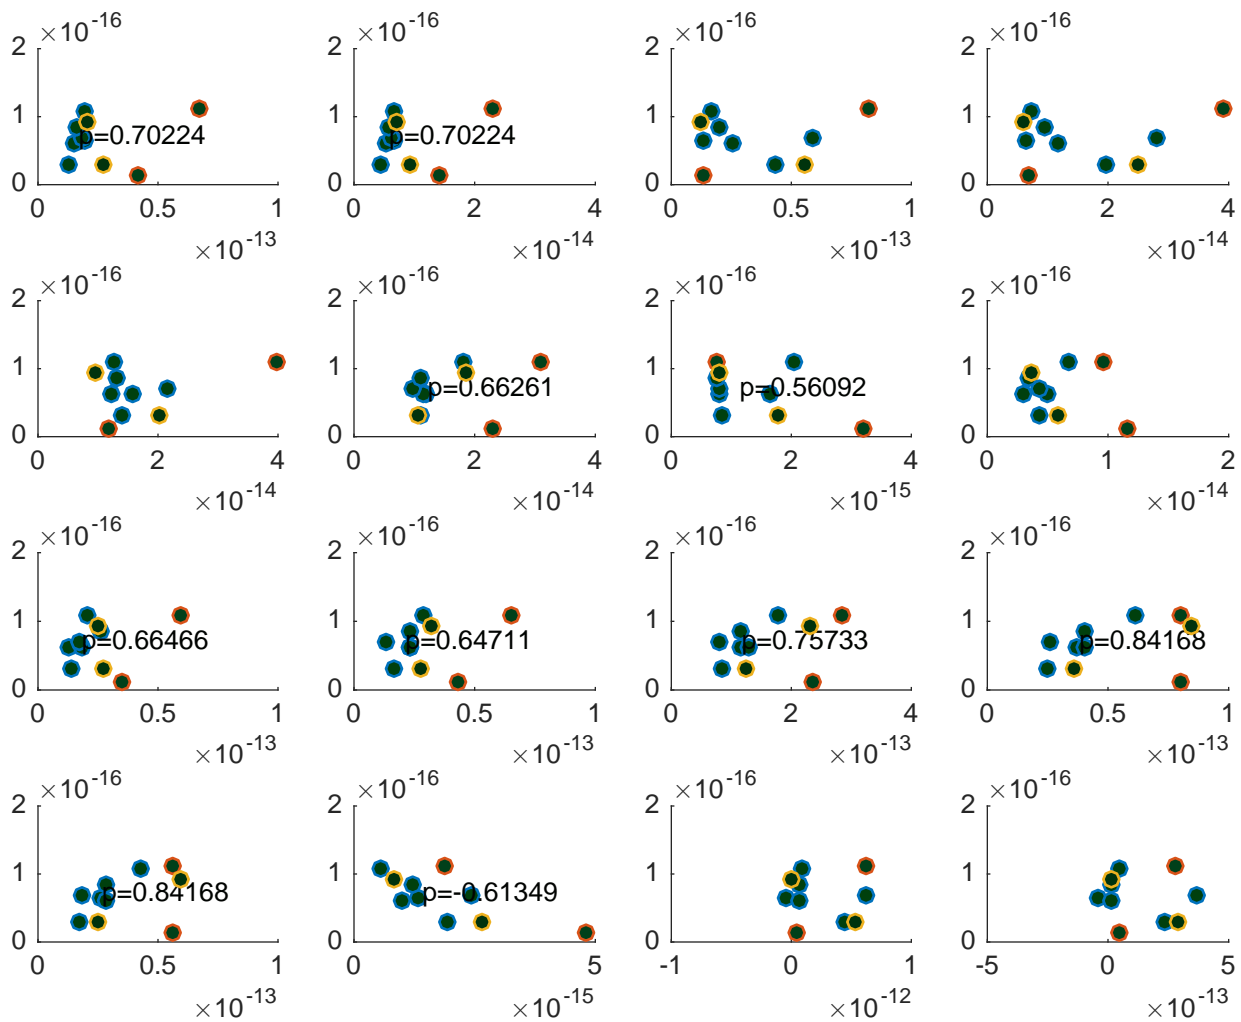 ×10^-16 ×10^-16 ×10^-16 ×10^-16
2 2 2 2
1 1 1 1
p=0.70224 p=0.70224
0 0 0 0
0 0.5 1 0 2 4 0 0.5 1 0 2 4
×10^-13 ×10^-14 ×10^-13 ×10^-14
×10^-16 ×10^-16 ×10^-16 ×10^-16
2 2 2 2
1 1 1 1
p=0.66261 p=0.56092
0 0 0 0
0 2 4 0 2 4 0 2 4 0 1 2
×10^-14 ×10^-14 ×10^-15 ×10^-14
×10^-16 ×10^-16 ×10^-16 ×10^-16
2 2 2 2
1 1 1 1
p=0.66466 p=0.64711 p=0.75733 p=0.84168
0 0 0 0
0 0.5 1 0 0.5 1 0 2 4 0 0.5 1
×10^-13 ×10^-13 ×10^-13 ×10^-13
×10^-16 ×10^-16 ×10^-16 ×10^-16
2 2 2 2
1 1 1 1
p=0.84168 p=-0.61349
0 0 0 0
0 0.5 1 0 5 -1 0 1 -5 0 5
×10^-13 ×10^-15 ×10^-12 ×10^-13